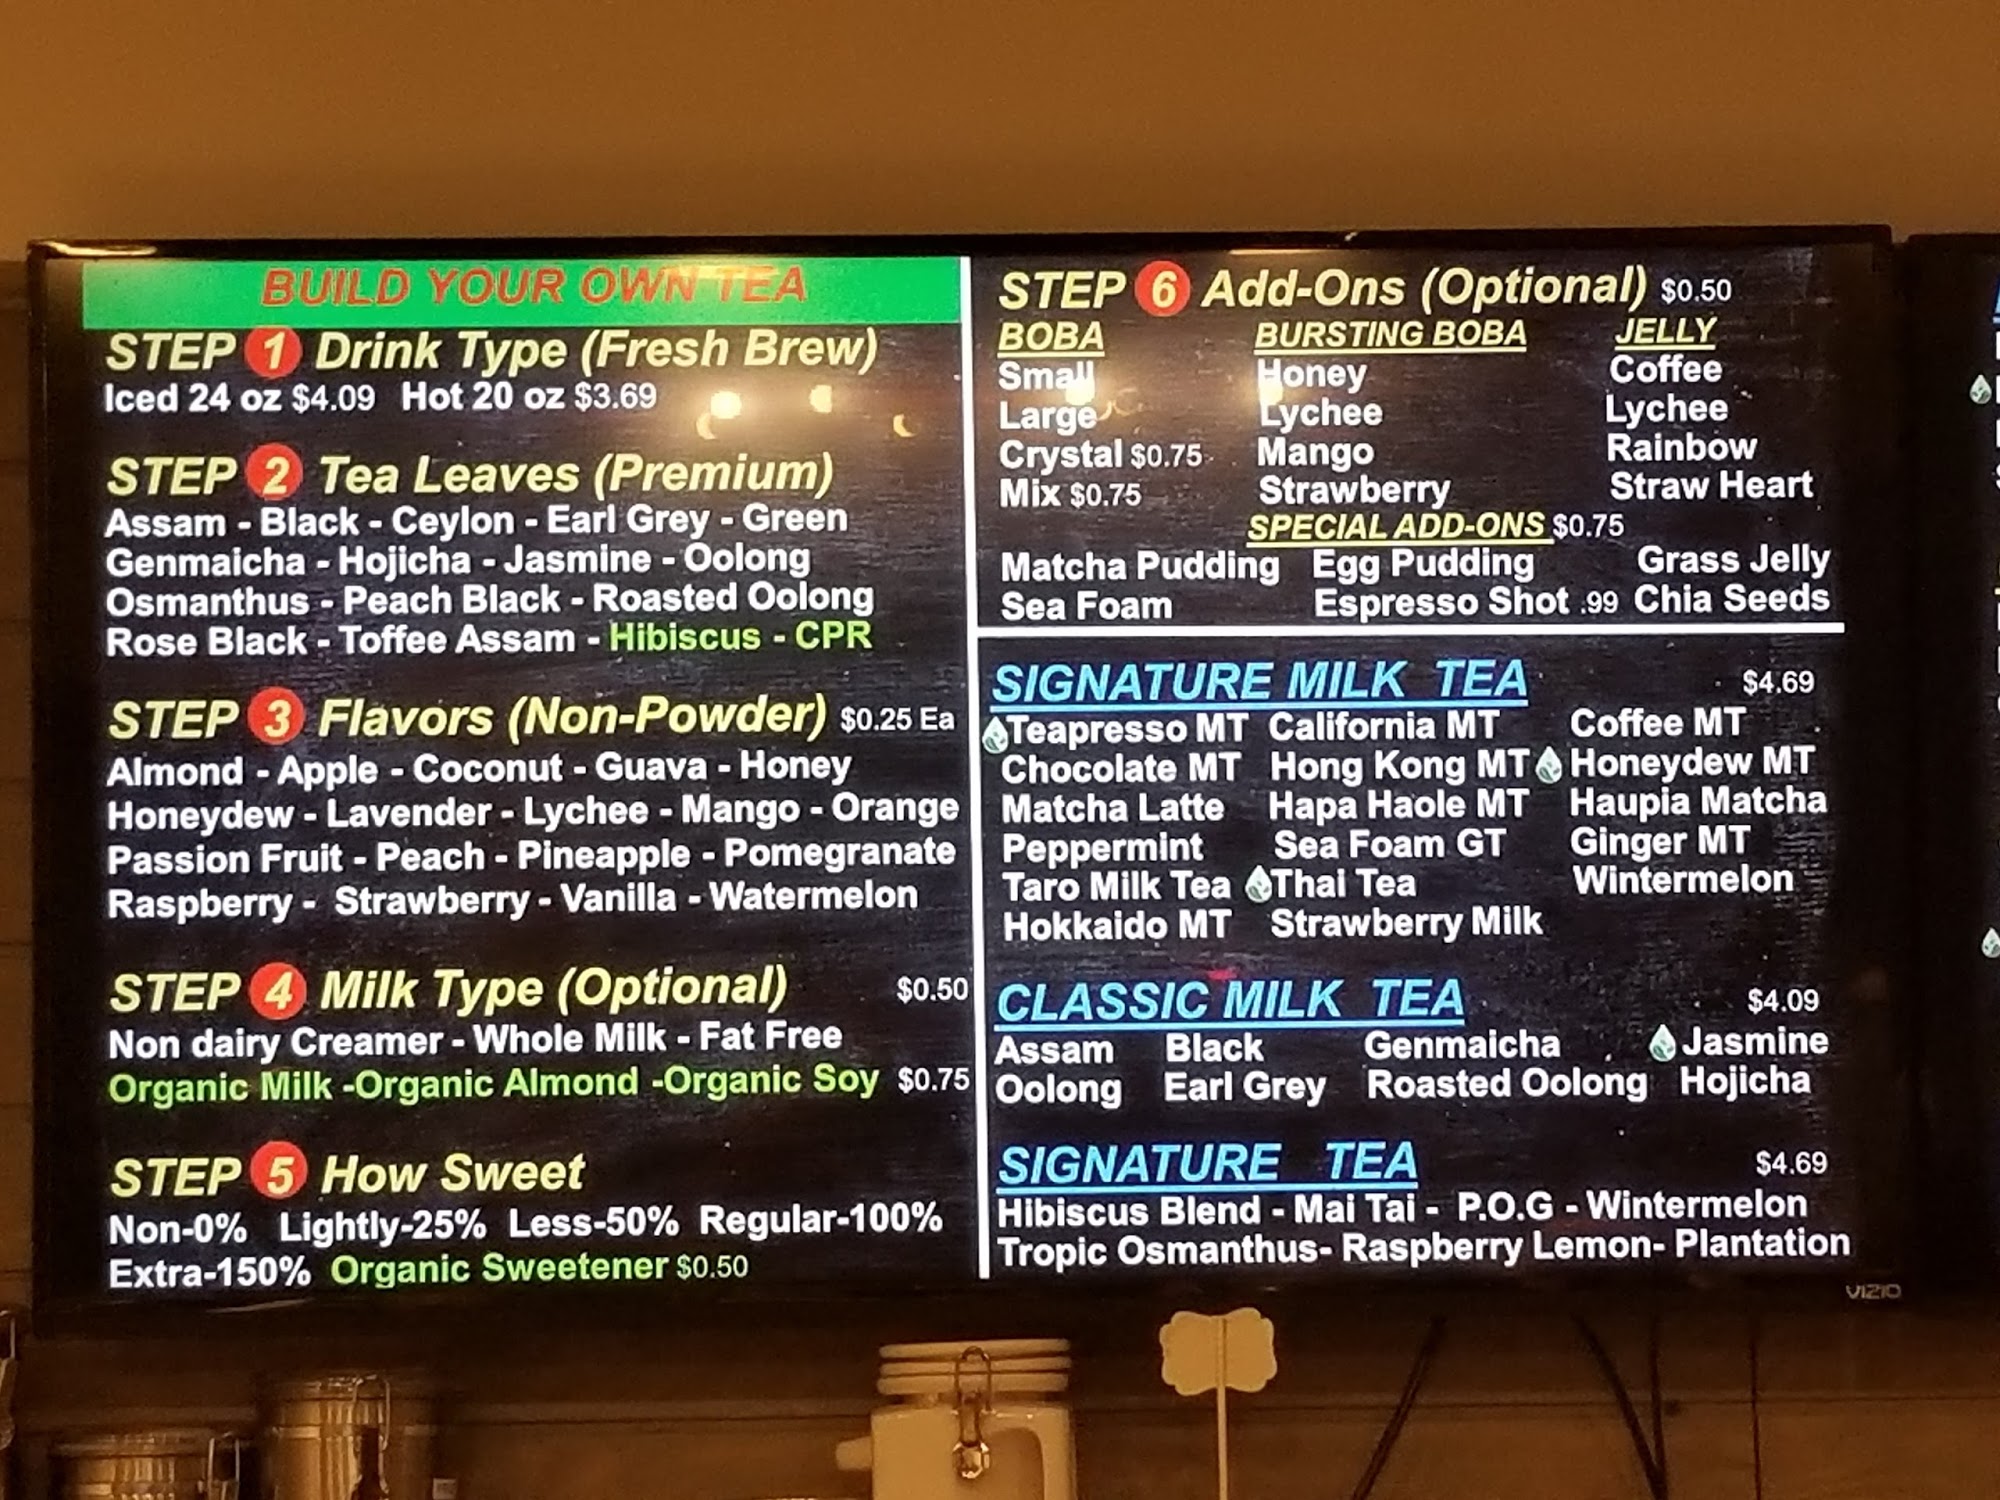 BUILD YOUR OWN TEA
STEP 1 Drink Type (Fresh Brew)
Iced 24 oz $4.09 Hot 20 oz $3.69
STEP 2 Tea Leaves (Premium)
Assam - Black - Ceylon - Earl Grey - Green
Genmaicha - Hojicha - Jasmine - Oolong
Osmanthus - Peach Black - Roasted Oolong
Rose Black - Toffee Assam - Hibiscus - CPR
STEP 3 Flavors (Non-Powder) $0.25 Ea
Almond - Apple - Coconut - Guava - Honey
Honeydew - Lavender - Lychee - Mango - Orange
Passion Fruit - Peach - Pineapple - Pomegranate
Raspberry - Strawberry - Vanilla - Watermelon
STEP 4 Milk Type (Optional) $0.50
Non dairy Creamer - Whole Milk - Fat Free
Organic Milk -Organic Almond -Organic Soy $0.75
STEP 5 How Sweet
Non-0% Lightly-25% Less-50% Regular-100%
Extra-150% Organic Sweetener $0.50
STEP 6 Add-Ons (Optional) $0.50
BOBA BURSTING BOBA JELLY
Small Honey Coffee
Large Lychee Lychee
Crystal $0.75 Mango Rainbow
Mix $0.75 Strawberry Straw Heart
SPECIAL ADD-ONS $0.75
Matcha Pudding Egg Pudding Grass Jelly
Sea Foam Espresso Shot .99 Chia Seeds
SIGNATURE MILK TEA $4.69
Teapresso MT California MT Coffee MT
Chocolate MT Hong Kong MT Honeydew MT
Matcha Latte Hapa Haole MT Haupia Matcha
Peppermint Sea Foam GT Ginger MT
Taro Milk Tea Thai Tea Wintermelon
Hokkaido MT Strawberry Milk
CLASSIC MILK TEA $4.09
Assam Black Genmaicha Jasmine
Oolong Earl Grey Roasted Oolong Hojicha
SIGNATURE TEA $4.69
Hibiscus Blend - Mai Tai - P.O.G - Wintermelon
Tropic Osmanthus- Raspberry Lemon- Plantation
VIZIO